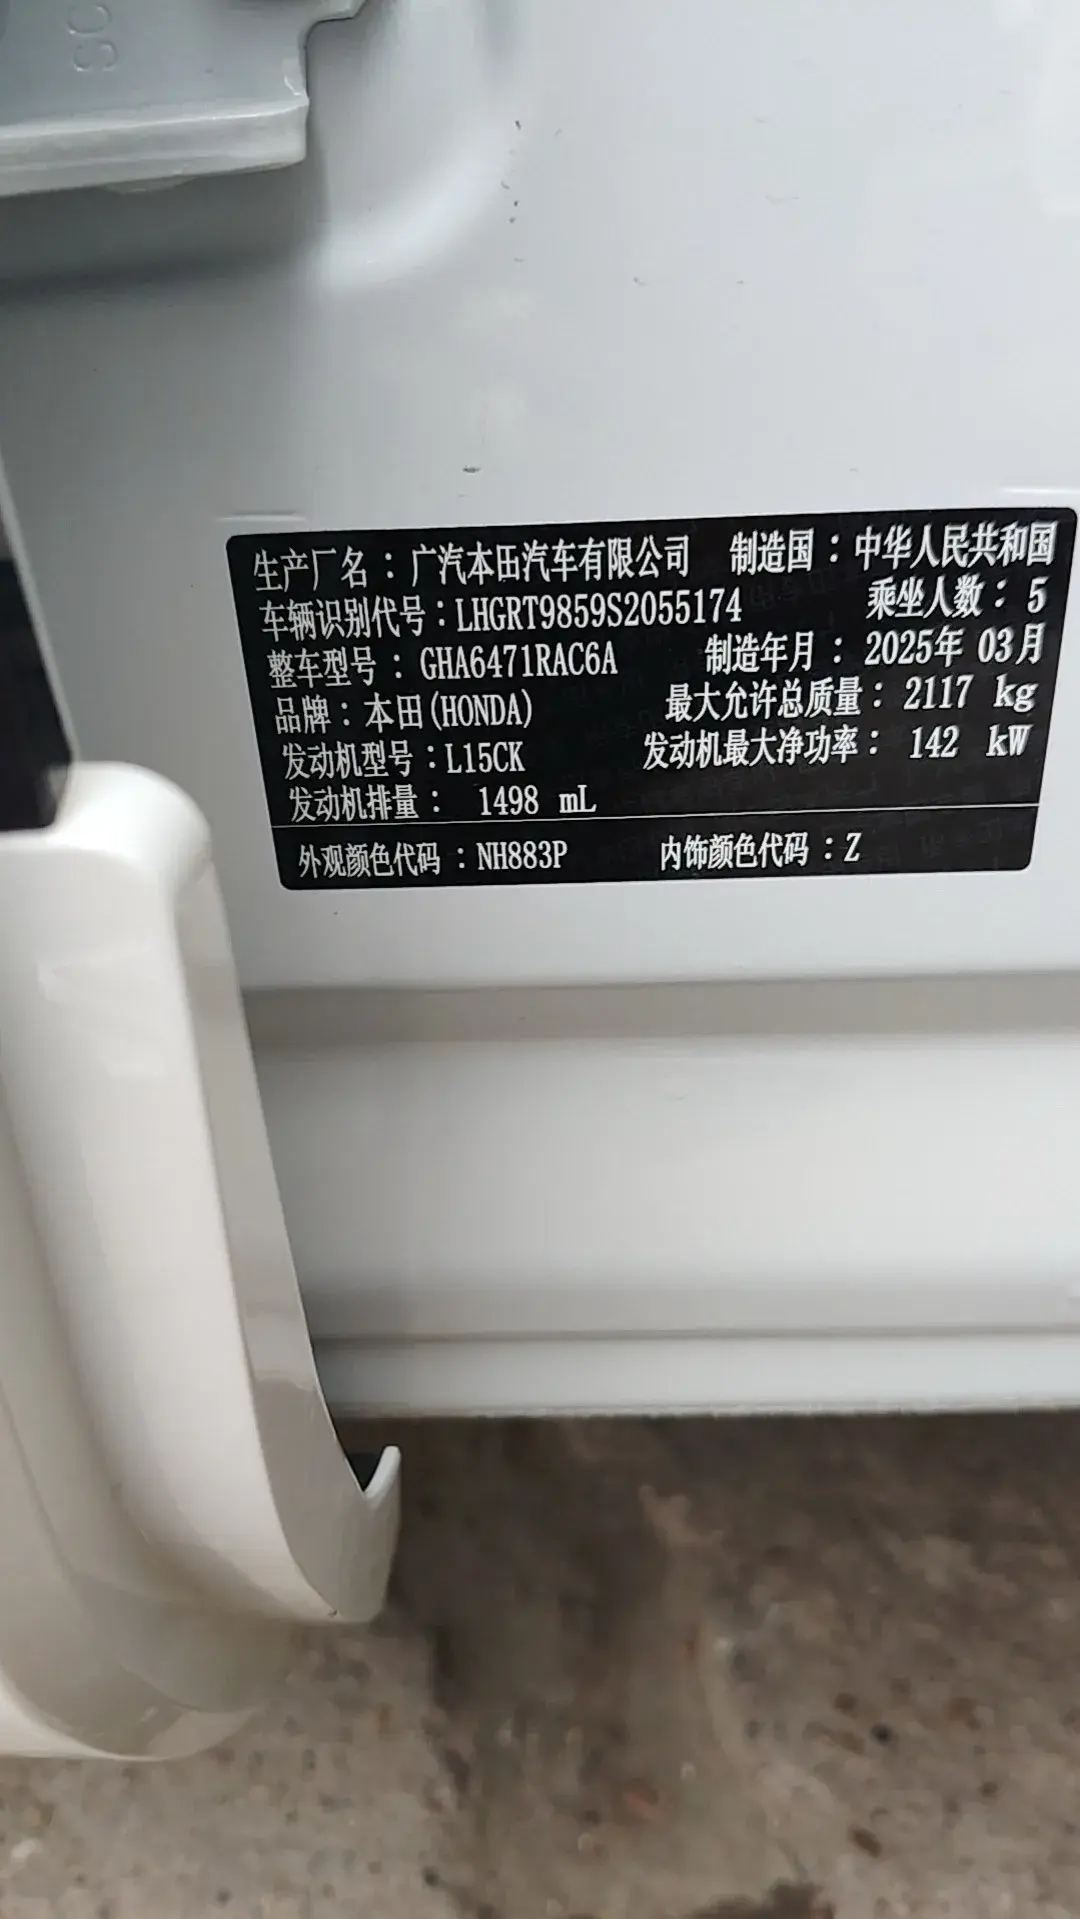 SC
生产厂名：广汽本田汽车有限公司 制造国：中华人民共和国
车辆识别代号：LHGRT9859S2055174 乘坐人数：5
整车型号：GHA6471RAC6A 制造年月：2025年 03月
品牌：本田(HONDA) 最大允许总质量：2117 kg
发动机型号：L15CK 发动机最大净功率：142 kW
发动机排量： 1498 mL
外观颜色代码：NH883P 内饰颜色代码：Z